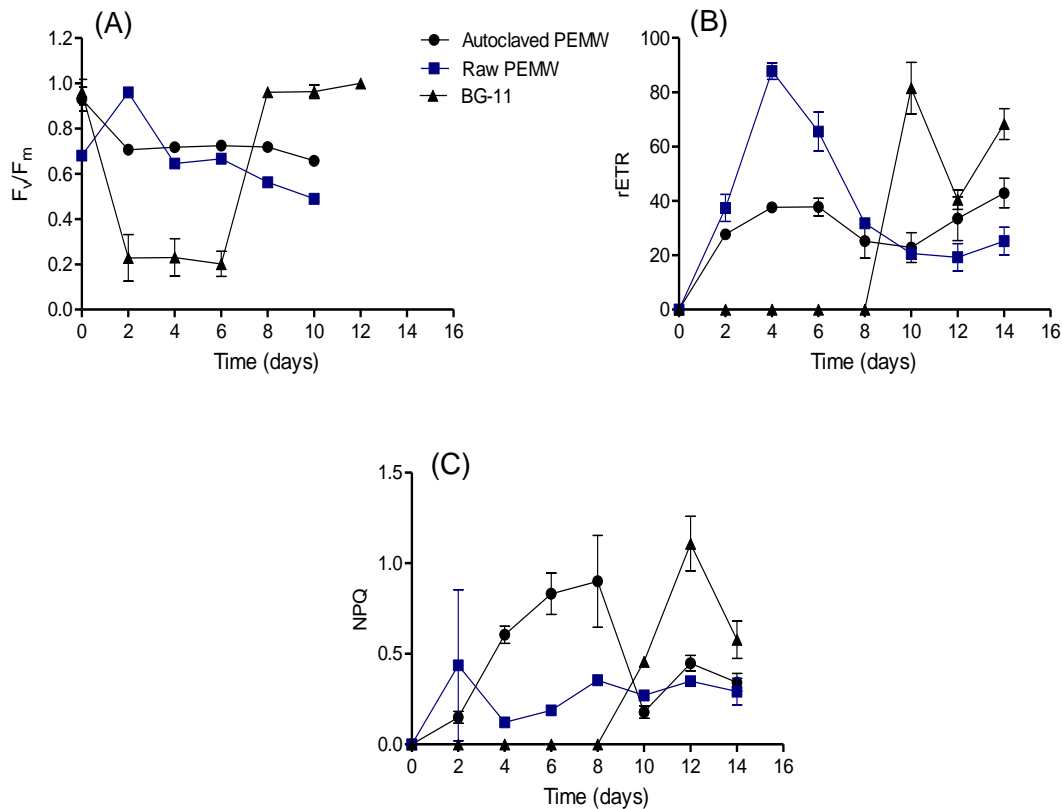 (A)
1.2
1.0
0.8
0.6
0.4
0.2
0.0
Fv/Fm
0 2 4 6 8 10 12 14 16
Time (days)
Autoclaved PEMW
Raw PEMW
BG-11
(B)
100
80
60
40
20
0
rETR
0 2 4 6 8 10 12 14 16
Time (days)
(C)
1.5
1.0
0.5
0.0
NPQ
0 2 4 6 8 10 12 14 16
Time (days)